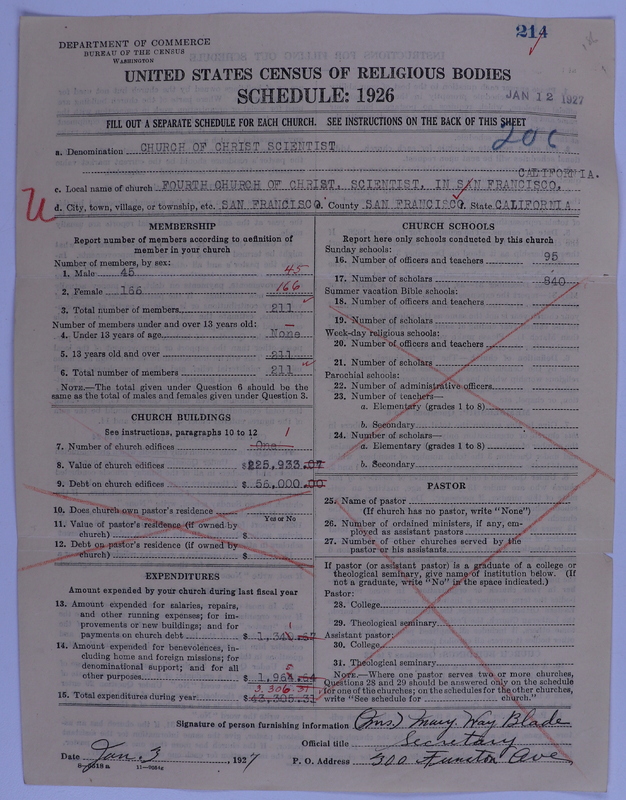 214
DEPARTMENT OF COMMERCE
BUREAU OF THE CENSUS
WASHINGTON
UNITED STATES CENSUS OF RELIGIOUS BODIES
SCHEDULE: 1926
JAN 12 1927
FILL OUT A SEPARATE SCHEDULE FOR EACH CHURCH. SEE INSTRUCTIONS ON THE BACK OF THIS SHEET
206
a. Denomination CHURCH OF CHRIST SCIENTIST
CALIFORNIA.
c. Local name of church FOURTH CHURCH OF CHRIST, SCIENTIST, IN SAN FRANCISCO,
U
d. City, town, village, or township, etc. SAN FRANCISCO. County SAN FRANCISCO. State CALIFORNIA
MEMBERSHIP
Report number of members according to definition of
member in your church
Number of members, by sex:
1. Male 45 45
2. Female 166 166
3. Total number of members 211
Number of members under and over 13 years old:
4. Under 13 years of age None
5. 13 years old and over 211
6. Total number of members 211
NOTE.—The total given under Question 6 should be the
same as the total of males and females given under Question 3.
CHURCH BUILDINGS
See instructions, paragraphs 10 to 12
7. Number of church edifices One 1
8. Value of church edifices $225,933.07
9. Debt on church edifices $55,000.00
10. Does church own pastor's residence
Yes or No
11. Value of pastor's residence (if owned by
church) $
12. Debt on pastor's residence (if owned by
church) $
EXPENDITURES
Amount expended by your church during last fiscal year
13. Amount expended for salaries, repairs,
and other running expenses; for im-
provements or new buildings; and for
payments on church debt $
14. Amount expended for benevolences, in-
cluding home and foreign missions; for
denominational support; and for all
other purposes $
3,306.31
15. Total expenditures during year
CHURCH SCHOOLS
Report here only schools conducted by this church
Sunday schools:
16. Number of officers and teachers 95
17. Number of scholars 840
Summer vacation Bible schools:
18. Number of officers and teachers
19. Number of scholars
Week-day religious schools:
20. Number of officers and teachers
21. Number of scholars
Parochial schools:
22. Number of administrative officers
23. Number of teachers—
a. Elementary (grades 1 to 8)
b. Secondary
24. Number of scholars—
a. Elementary (grades 1 to 8)
b. Secondary
PASTOR
25. Name of pastor
(If church has no pastor, write "None")
26. Number of ordained ministers, if any, em-
ployed as assistant pastors
27. Number of other churches served by the
pastor or his assistants
If pastor (or assistant pastor) is a graduate of a college or
theological seminary, give name of institution below. (If
not a graduate, write "No" in the space indicated.)
Pastor:
28. College
29. Theological seminary
Assistant pastor:
30. College
31. Theological seminary
NOTE.—Where one pastor serves two or more churches,
Questions 28 and 29 should be answered only on the schedule
for one of the churches; on the schedules for the other churches,
write "See schedule for church."
Signature of person furnishing information (Mrs) Mary Way Blade
Official title Secretary
Date Jan. 3, 1927 P. O. Address 300 Funston Ave
8-5518 a 11-9084g